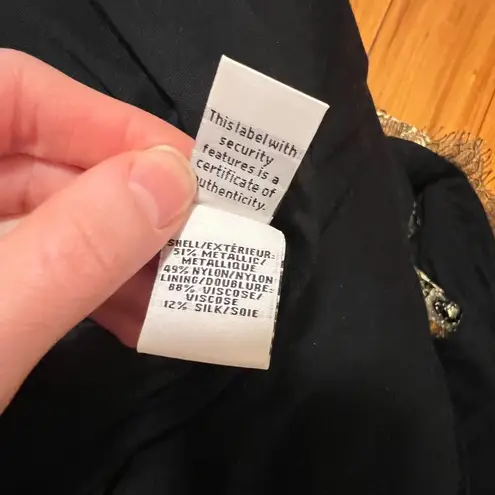 This label with
security
features is a
certificate of
authenticity.
SHELL/EXTÉRIEUR:
51% METALLIC/
METALLIQUE
49% NYLON/NYLON
LINING/DOUBLURE:
88% VISCOSE/
VISCOSE
12% SILK/SOIE